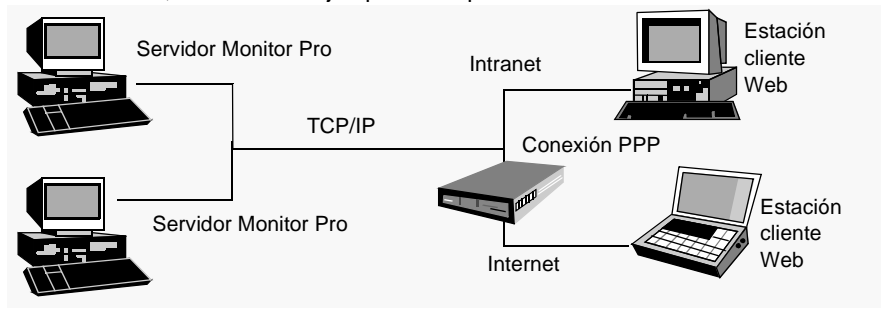 Servidor Monitor Pro
Intranet
Estación
cliente
Web
TCP/IP
Conexión PPP
Servidor Monitor Pro
Internet
Estación
cliente
Web